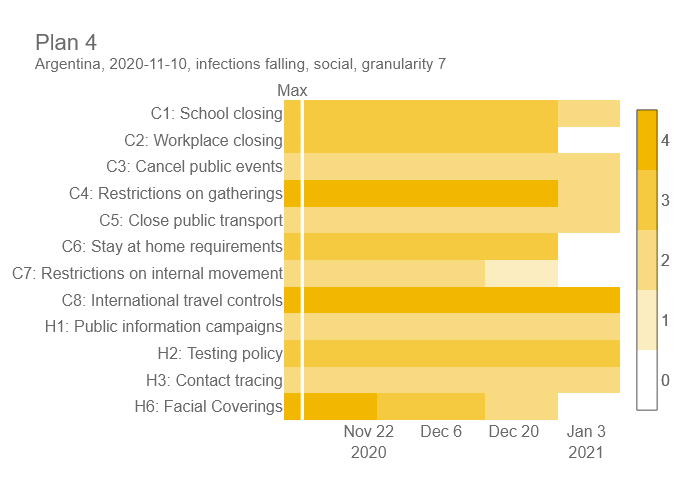 Plan 4
Argentina, 2020-11-10, infections falling, social, granularity 7
Max
C1: School closing
C2: Workplace closing
C3: Cancel public events
C4: Restrictions on gatherings
C5: Close public transport
C6: Stay at home requirements
C7: Restrictions on internal movement
C8: International travel controls
H1: Public information campaigns
H2: Testing policy
H3: Contact tracing
H6: Facial Coverings
Nov 22 Dec 6 Dec 20 Jan 3
2020 2021
4
3
2
1
0